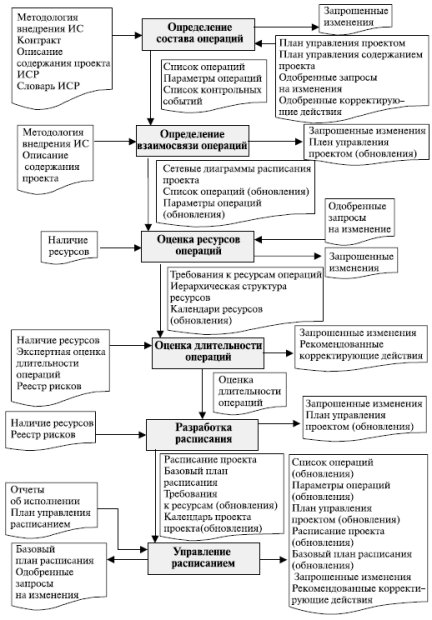 Методология
внедрения ИС
Контракт
Описание
содержания проекта
ИСР
Словарь ИСР
Определение
состава операций
Запрошенные
изменения
План управления проектом
План управления содержанием
проекта
Одобренные запросы
на изменения
Одобренные корректирую-
щие действия
Список операций
Параметры операций
Список контрольных
событий
Методология
внедрения ИС
Описание
содержания
проекта
Определение
взаимосвязи операций
Запрошенные изменения
Плен управления
проектом (обновления)
Сетевые диаграммы расписания
проекта
Список операций (обновления)
Параметры операций
(обновления)
Одобренные
запросы
на изменение
Наличие
ресурсов
Оценка ресурсов
операций
Запрошенные
изменения
Требования к ресурсам операций
Иерархическая структура
ресурсов
Календари ресурсов
(обновления)
Наличие ресурсов
Экспертная оценка
длительности
операций
Реестр рисков
Оценка длительности
операций
Запрошенные изменения
Рекомендованные
корректирующие действия
Оценка
длительности
операций
Наличие ресурсов
Реестр рисков
Разработка
расписания
Запрошенные изменения
План управления
проектом (обновления)
Расписание проекта
Базовый план
расписания
Требования
к ресурсам (обновления)
Календарь проекта
проекта(обновления)
Отчеты
об исполнении
План управления
расписанием
Базовый
план расписания
Одобренные
запросы
на изменения
Управление
расписанием
Список операций
(обновления)
Параметры операций
(обновления)
План управления
проектом (обновления)
Расписание проекта
(обновления)
Базовый план расписания
(обновления)
Запрошенные изменения
Рекомендованные корректи-
рующие действия